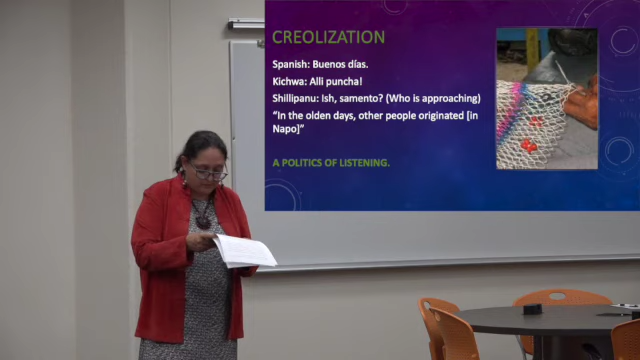 CREOLIZATION
Spanish: Buenos días.
Kichwa: Alli puncha!
Shillipanu: Ish, samento? (Who is approaching)
“In the olden days, other people originated [in
Napo]”
A POLITICS OF LISTENING.